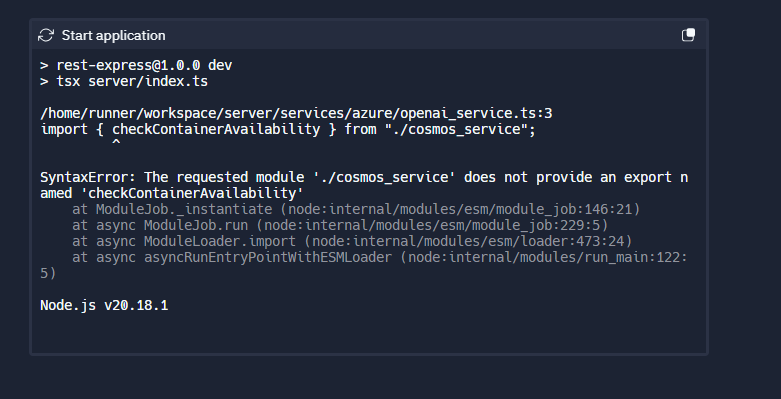 Start application
> rest-express@1.0.0 dev
> tsx server/index.ts
/home/runner/workspace/server/services/azure/openai_service.ts:3
import { checkContainerAvailability } from "./cosmos_service";
^
SyntaxError: The requested module './cosmos_service' does not provide an export n
amed 'checkContainerAvailability'
at ModuleJob._instantiate (node:internal/modules/esm/module_job:146:21)
at async ModuleJob.run (node:internal/modules/esm/module_job:229:5)
at async ModuleLoader.import (node:internal/modules/esm/loader:473:24)
at async asyncRunEntryPointWithESMLoader (node:internal/modules/run_main:122:
5)
Node.js v20.18.1